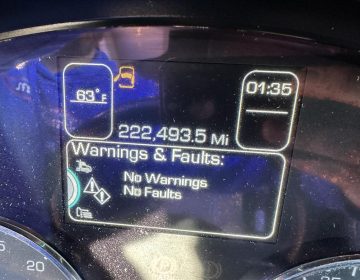 63°F
01:35
222,493.5 Mi
Warnings & Faults:
No Warnings
No Faults
20